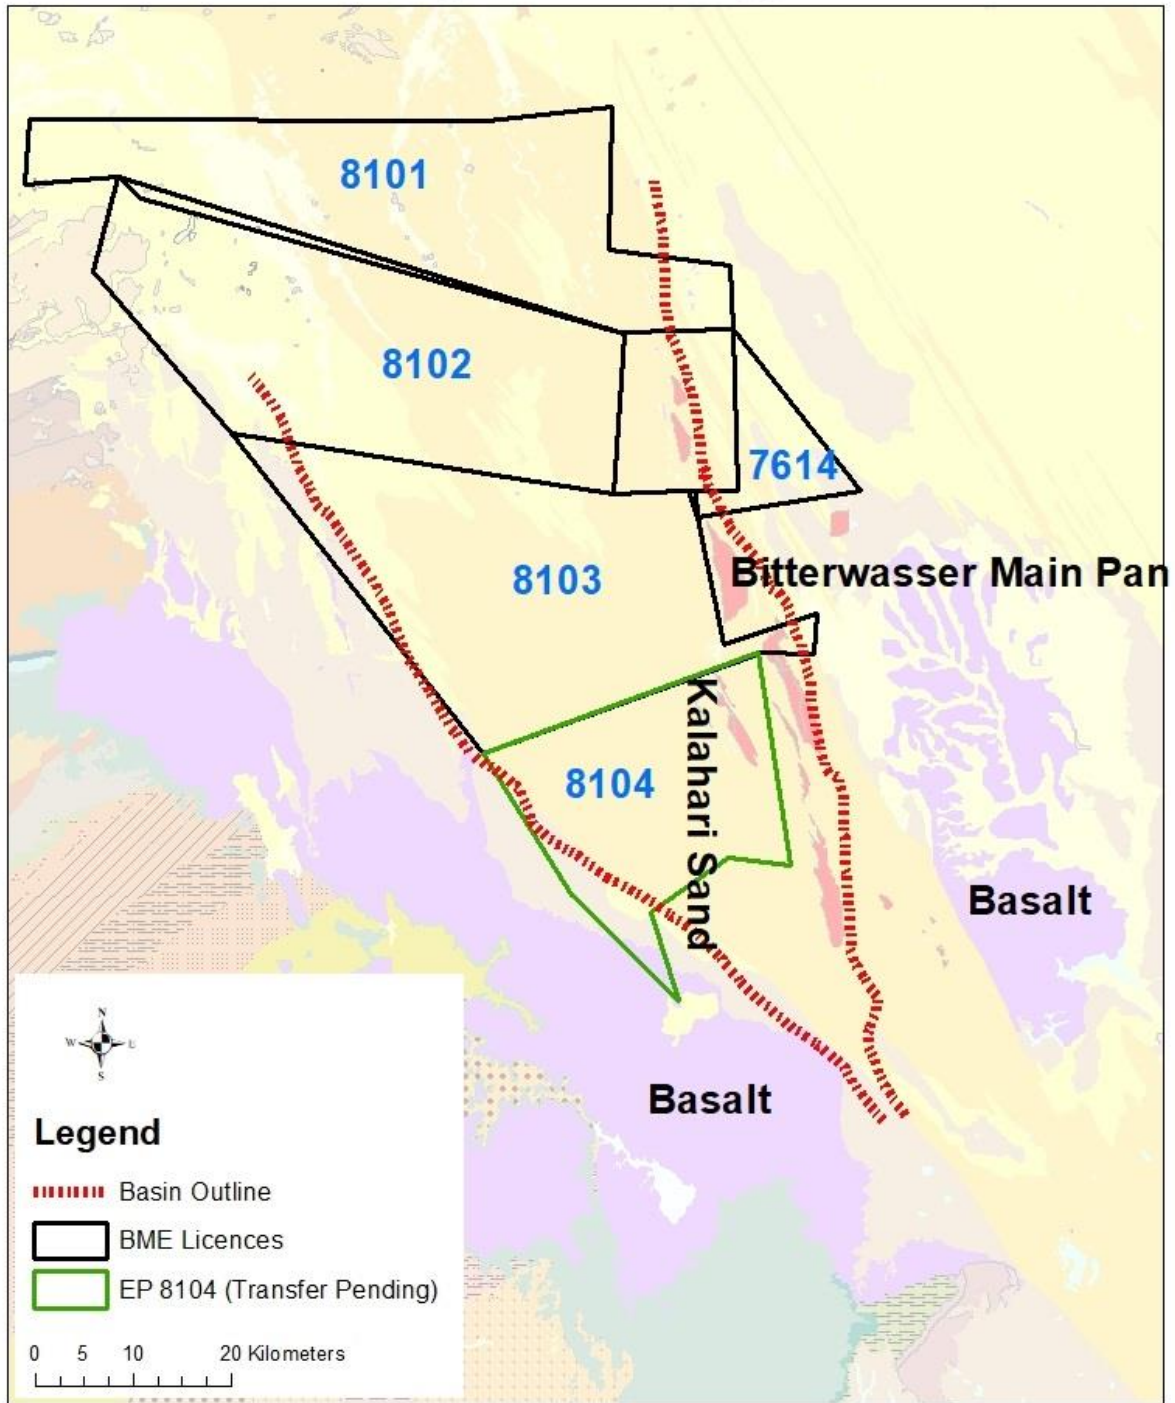 8101
8102
7614
8103
Bitterwasser Main Pan
Kalahari Sand
8104
Basalt
Basalt
N
W E
S
Legend
Basin Outline
BME Licences
EP 8104 (Transfer Pending)
0 5 10 20 Kilometers